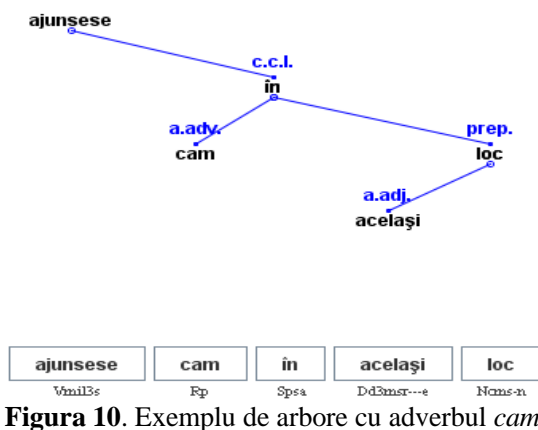 ajunsese
c.c.l.
în
a.adv.
cam
prep.
loc
a.adj.
acelaşi
ajunsese cam în acelaşi loc
Vmil3s Rp Spsa Dd3msr---e Ncms-n
Figura 10. Exemplu de arbore cu adverbul cam